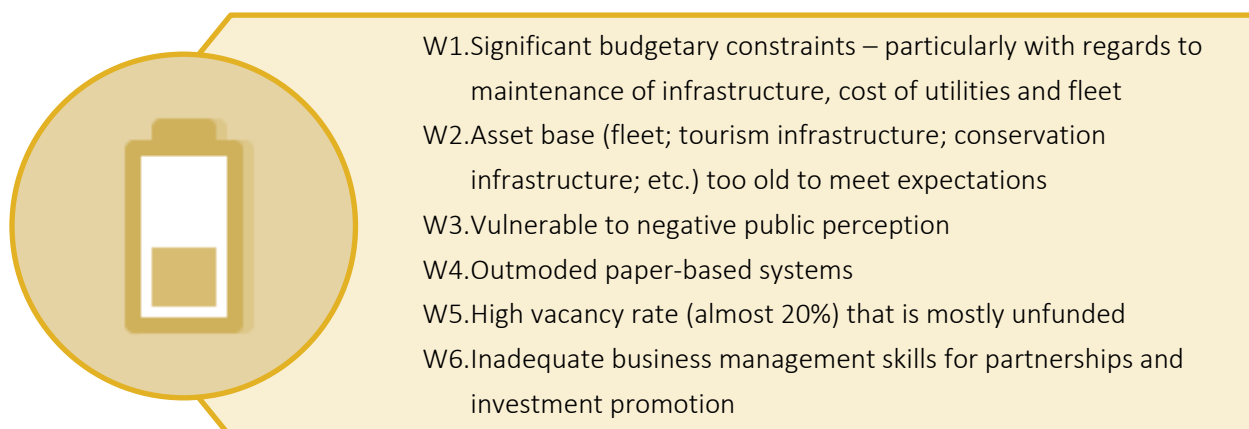 W1.Significant budgetary constraints – particularly with regards to
maintenance of infrastructure, cost of utilities and fleet
W2.Asset base (fleet; tourism infrastructure; conservation
infrastructure; etc.) too old to meet expectations
W3.Vulnerable to negative public perception
W4.Outmoded paper-based systems
W5.High vacancy rate (almost 20%) that is mostly unfunded
W6.Inadequate business management skills for partnerships and
investment promotion